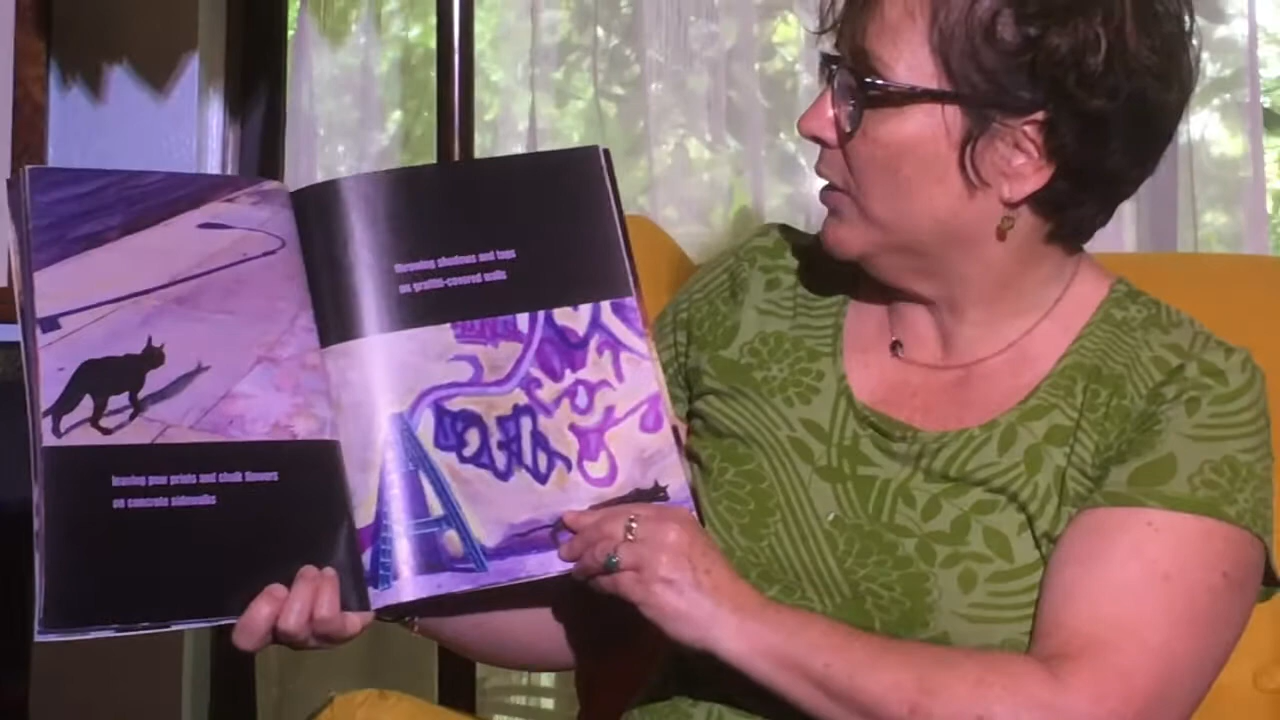 leaving paw prints and chalk flowers
on concrete sidewalks
throwing shadows and tags
on graffiti-covered walls